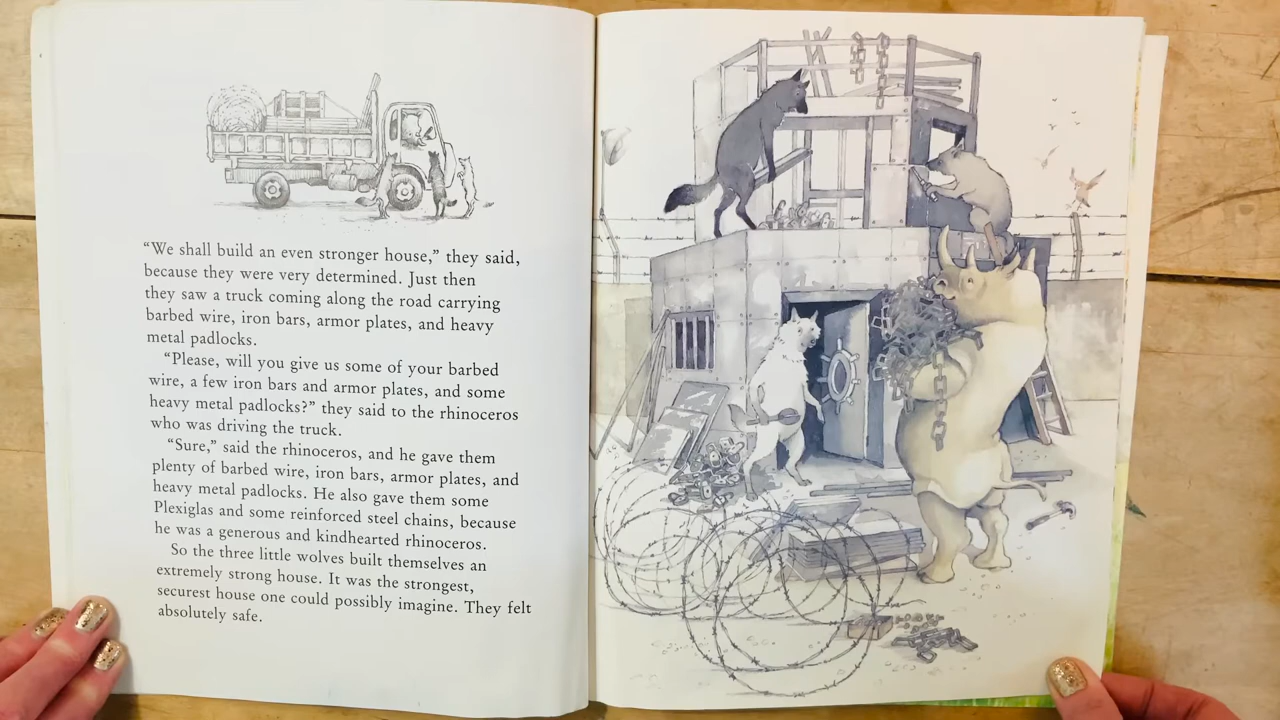 “We shall build an even stronger house,” they said,
because they were very determined. Just then
they saw a truck coming along the road carrying
barbed wire, iron bars, armor plates, and heavy
metal padlocks.
“Please, will you give us some of your barbed
wire, a few iron bars and armor plates, and some
heavy metal padlocks?” they said to the rhinoceros
who was driving the truck.
“Sure,” said the rhinoceros, and he gave them
plenty of barbed wire, iron bars, armor plates, and
heavy metal padlocks. He also gave them some
Plexiglas and some reinforced steel chains, because
he was a generous and kindhearted rhinoceros.
So the three little wolves built themselves an
extremely strong house. It was the strongest,
securest house one could possibly imagine. They felt
absolutely safe.